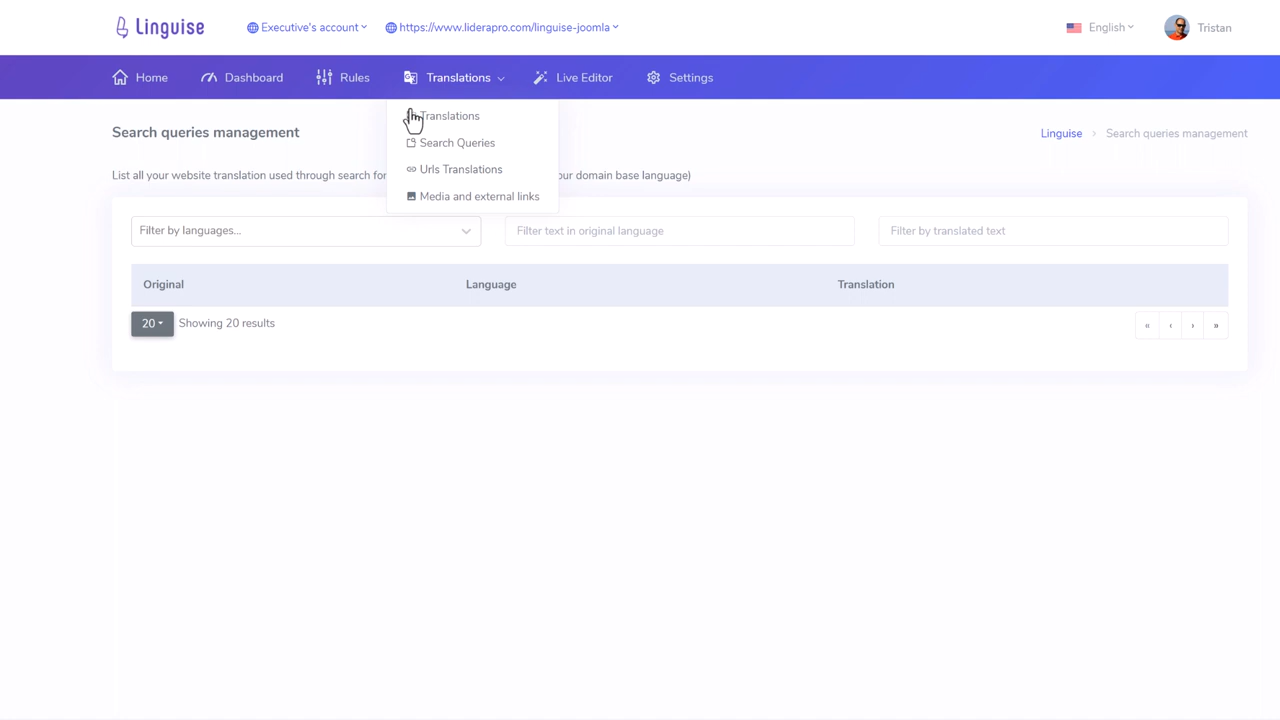 Linguise
Executive's account
https://www.liderapro.com/linguise-joomla
English
Tristan
Home
Dashboard
Rules
Translations
Live Editor
Settings
Translations
Search Queries
Urls Translations
Media and external links
Search queries management
Linguise > Search queries management
List all your website translation used through search for
our domain base language)
Filter by languages...
Filter text in original language
Filter by translated text
Original
Language
Translation
20
Showing 20 results
« ‹ › »